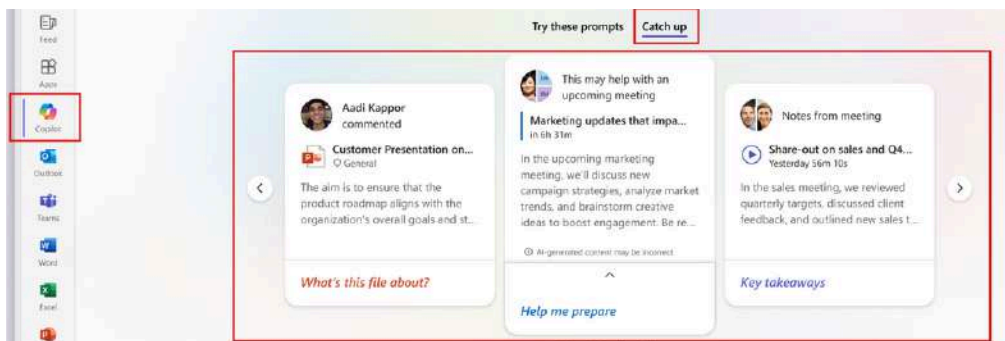 Feed
Apps
Copilot
Outlook
Teams
Word
Excel
Try these prompts Catch up
Aadi Kappor
commented
Customer Presentation on...
General
The aim is to ensure that the
product roadmap aligns with the
organization's overall goals and st...
What's this file about?
This may help with an
upcoming meeting
Marketing updates that impa...
in 6h 31m
In the upcoming marketing
meeting, we'll discuss new
campaign strategies, analyze market
trends, and brainstorm creative
ideas to boost engagement. Be re...
AI-generated content may be incorrect
Help me prepare
Notes from meeting
Share-out on sales and Q4...
Yesterday 56m 10s
In the sales meeting, we reviewed
quarterly targets, discussed client
feedback, and outlined new sales t...
Key takeaways